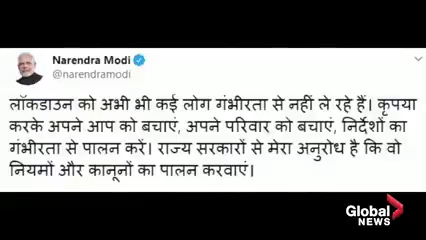 Narendra Modi
@narendramodi
लॉकडाउन को अभी भी कई लोग गंभीरता से नहीं ले रहे हैं। कृपया
करके अपने आप को बचाएं, अपने परिवार को बचाएं, निर्देशों का
गंभीरता से पालन करें। राज्य सरकारों से मेरा अनुरोध है कि वो
नियमों और कानूनों का पालन करवाएं।
Global
NEWS